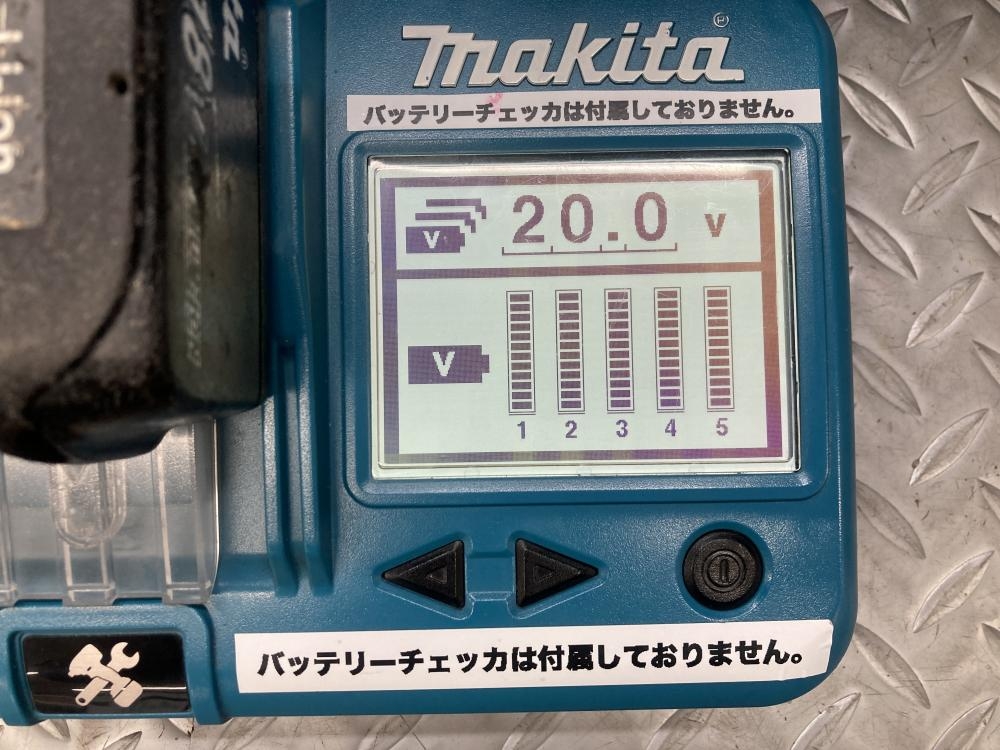 makita®
バッテリーチェッカは付属しておりません。
V 20.0 V
V
1 2 3 4 5
バッテリーチェッカは付属しておりません。